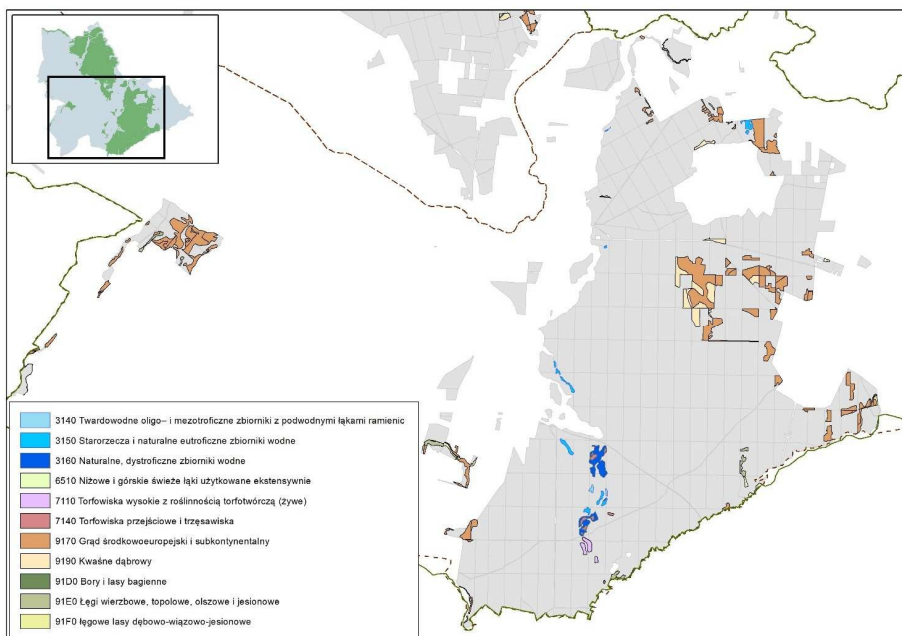 3140 Twardowodne oligo– i mezotroficzne zbiorniki z podwodnymi łąkami ramienic
3150 Starorzecza i naturalne eutroficzne zbiorniki wodne
3160 Naturalne, dystroficzne zbiorniki wodne
6510 Niżowe i górskie świeże łąki użytkowane ekstensywnie
7110 Torfowiska wysokie z roślinnością torfotwórczą (żywe)
7140 Torfowiska przejściowe i trzęsawiska
9170 Grąd środkowoeuropejski i subkontynentalny
9190 Kwaśne dąbrowy
91D0 Bory i lasy bagienne
91E0 Łęgi wierzbowe, topolowe, olszowe i jesionowe
91F0 łęgowe lasy dębowo-wiązowo-jesionowe